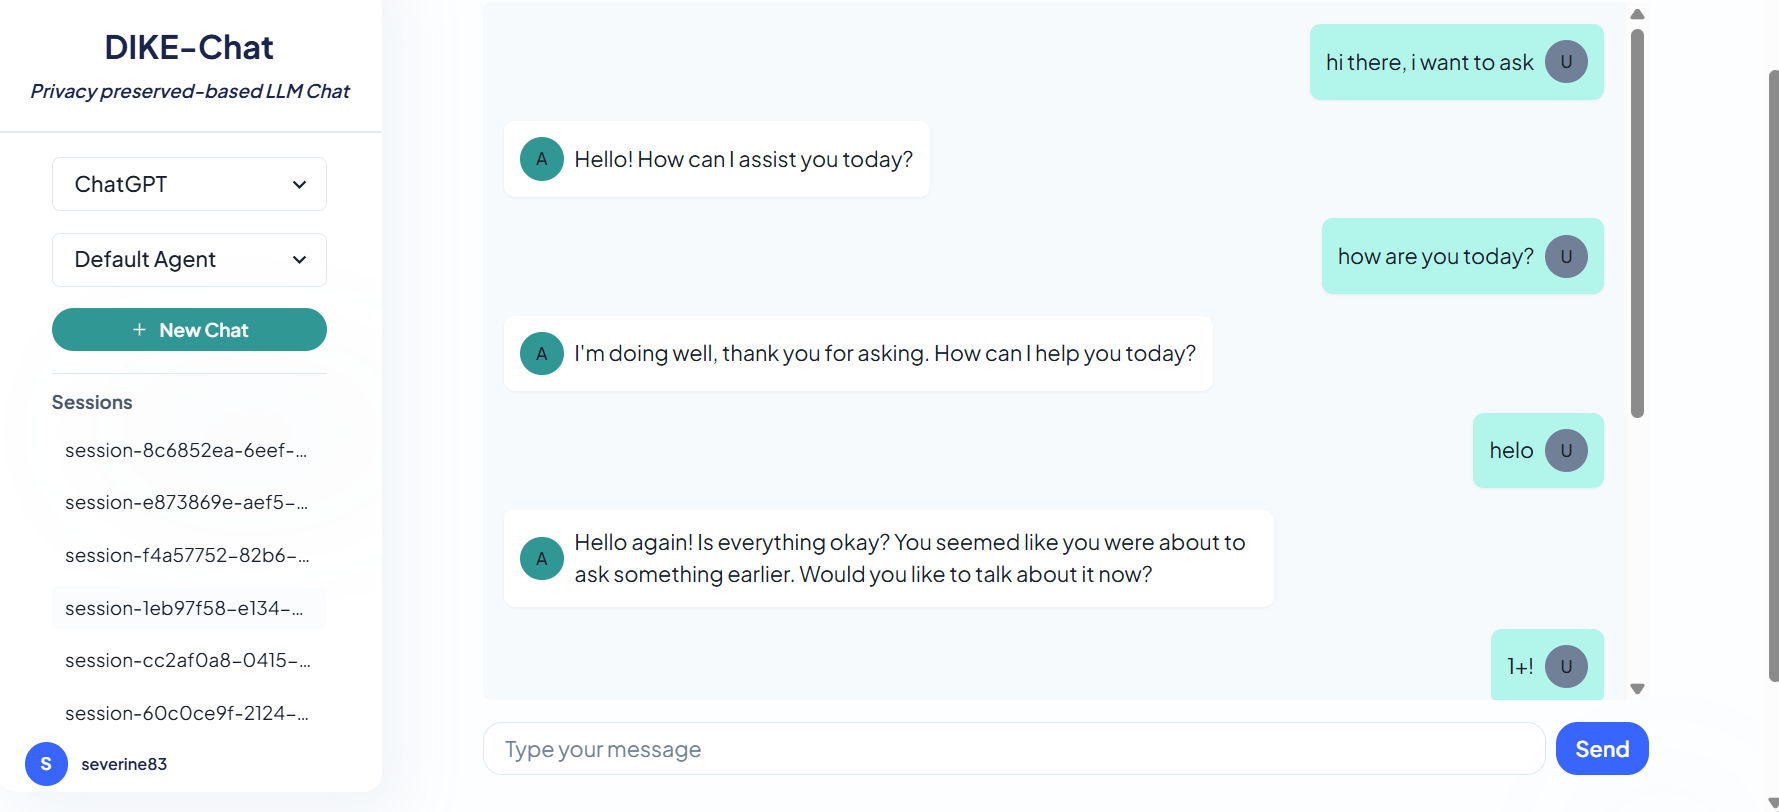 DIKE-Chat
Privacy preserved-based LLM Chat
ChatGPT
Default Agent
+ New Chat
Sessions
session-8c6852ea-6eef-...
session-e873869e-aef5-...
session-f4a57752-82b6-...
session-1eb97f58-e134-...
session-cc2af0a8-0415-...
session-60c0ce9f-2124-...
S severine83
hi there, i want to ask U
A Hello! How can I assist you today?
how are you today? U
A I'm doing well, thank you for asking. How can I help you today?
helo U
A Hello again! Is everything okay? You seemed like you were about to
ask something earlier. Would you like to talk about it now?
1+! U
Type your message
Send